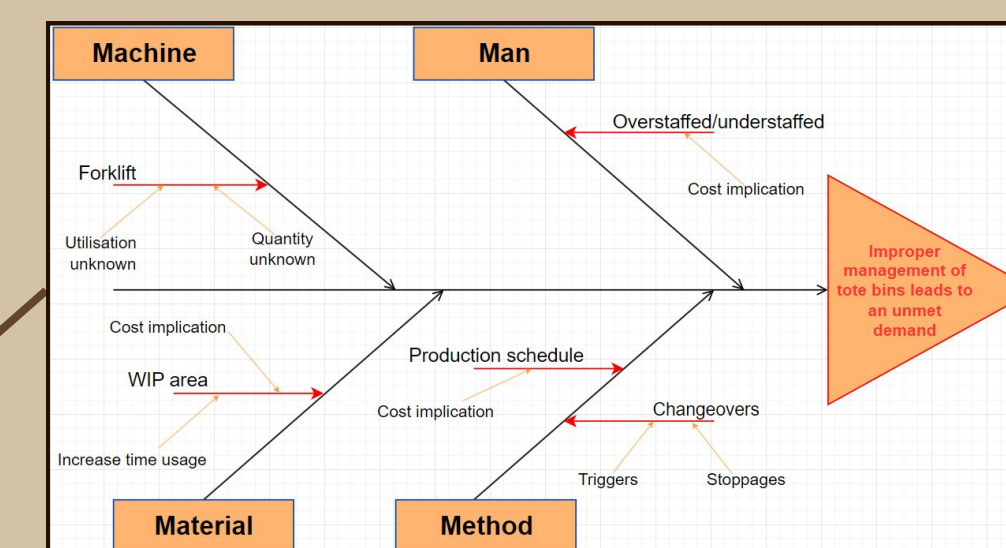 Machine
Man
Overstaffed/understaffed
Forklift
Cost implication
Utilisation
unknown
Quantity
unknown
Improper
management of
tote bins leads to
an unmet
demand
Cost implication
Production schedule
WIP area
Cost implication
Changeovers
Increase time usage
Triggers
Stoppages
Material
Method